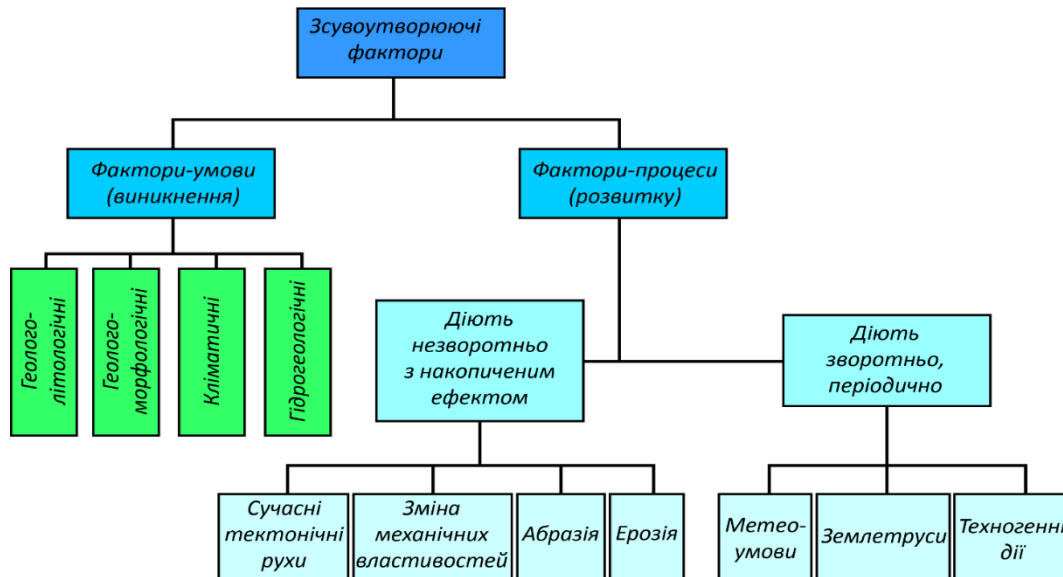 Зсувоутворюючі
фактори
Фактори-умови
(виникнення)
Фактори-процеси
(розвитку)
Геолого-
літологічні
Геолого-
морфологічні
Кліматичні
Гідрогеологічні
Діють
незворотньо
з накопиченим
ефектом
Діють
зворотньо,
періодично
Сучасні
тектонічні
рухи
Зміна
механічних
властивостей
Абразія
Ерозія
Метео-
умови
Землетруси
Техногенні
дії